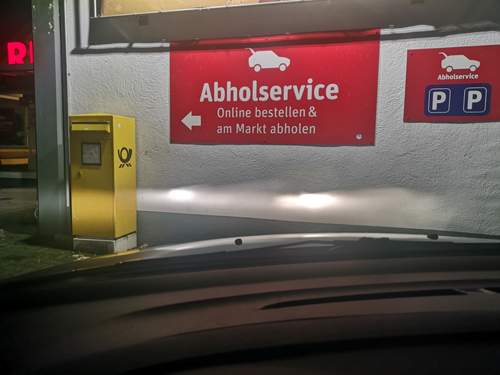 R
Abholservice
Online bestellen &
am Markt abholen
Abholservice
P P